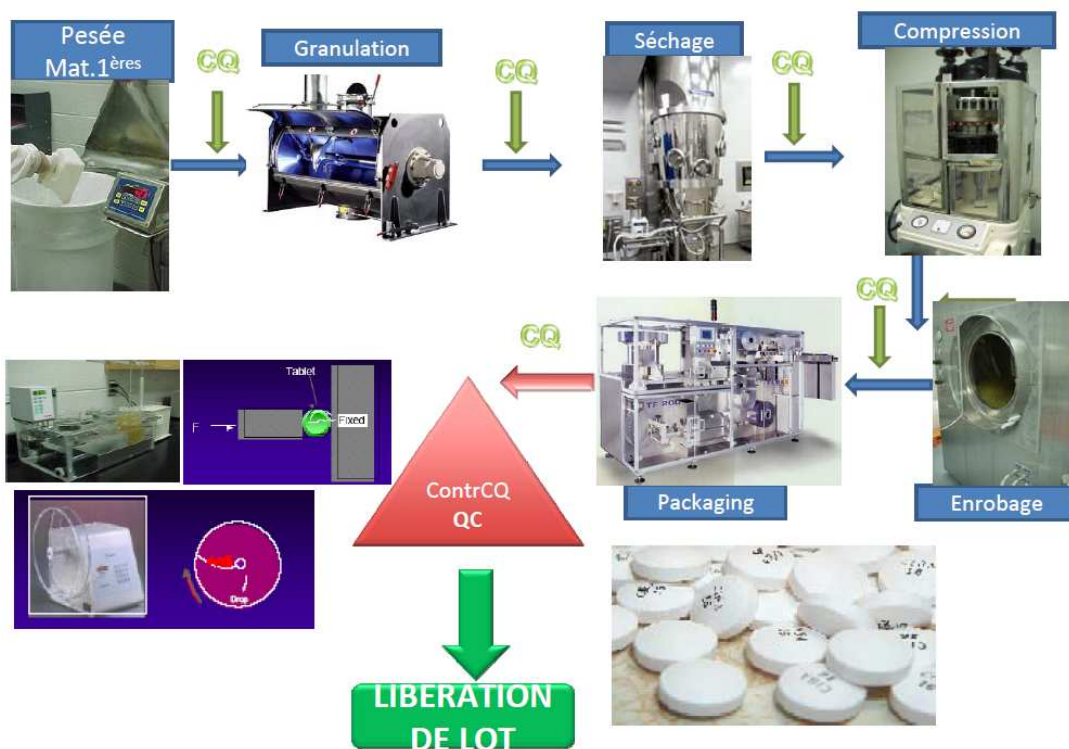 Pesée
Mat.1ères
CQ
Granulation
CQ
Séchage
CQ
Compression
CQ
Enrobage
Packaging
CQ
ContrCQ
QC
Tablet
F
Fixed
Drop
LIBERATION
DE LOT
CIBA